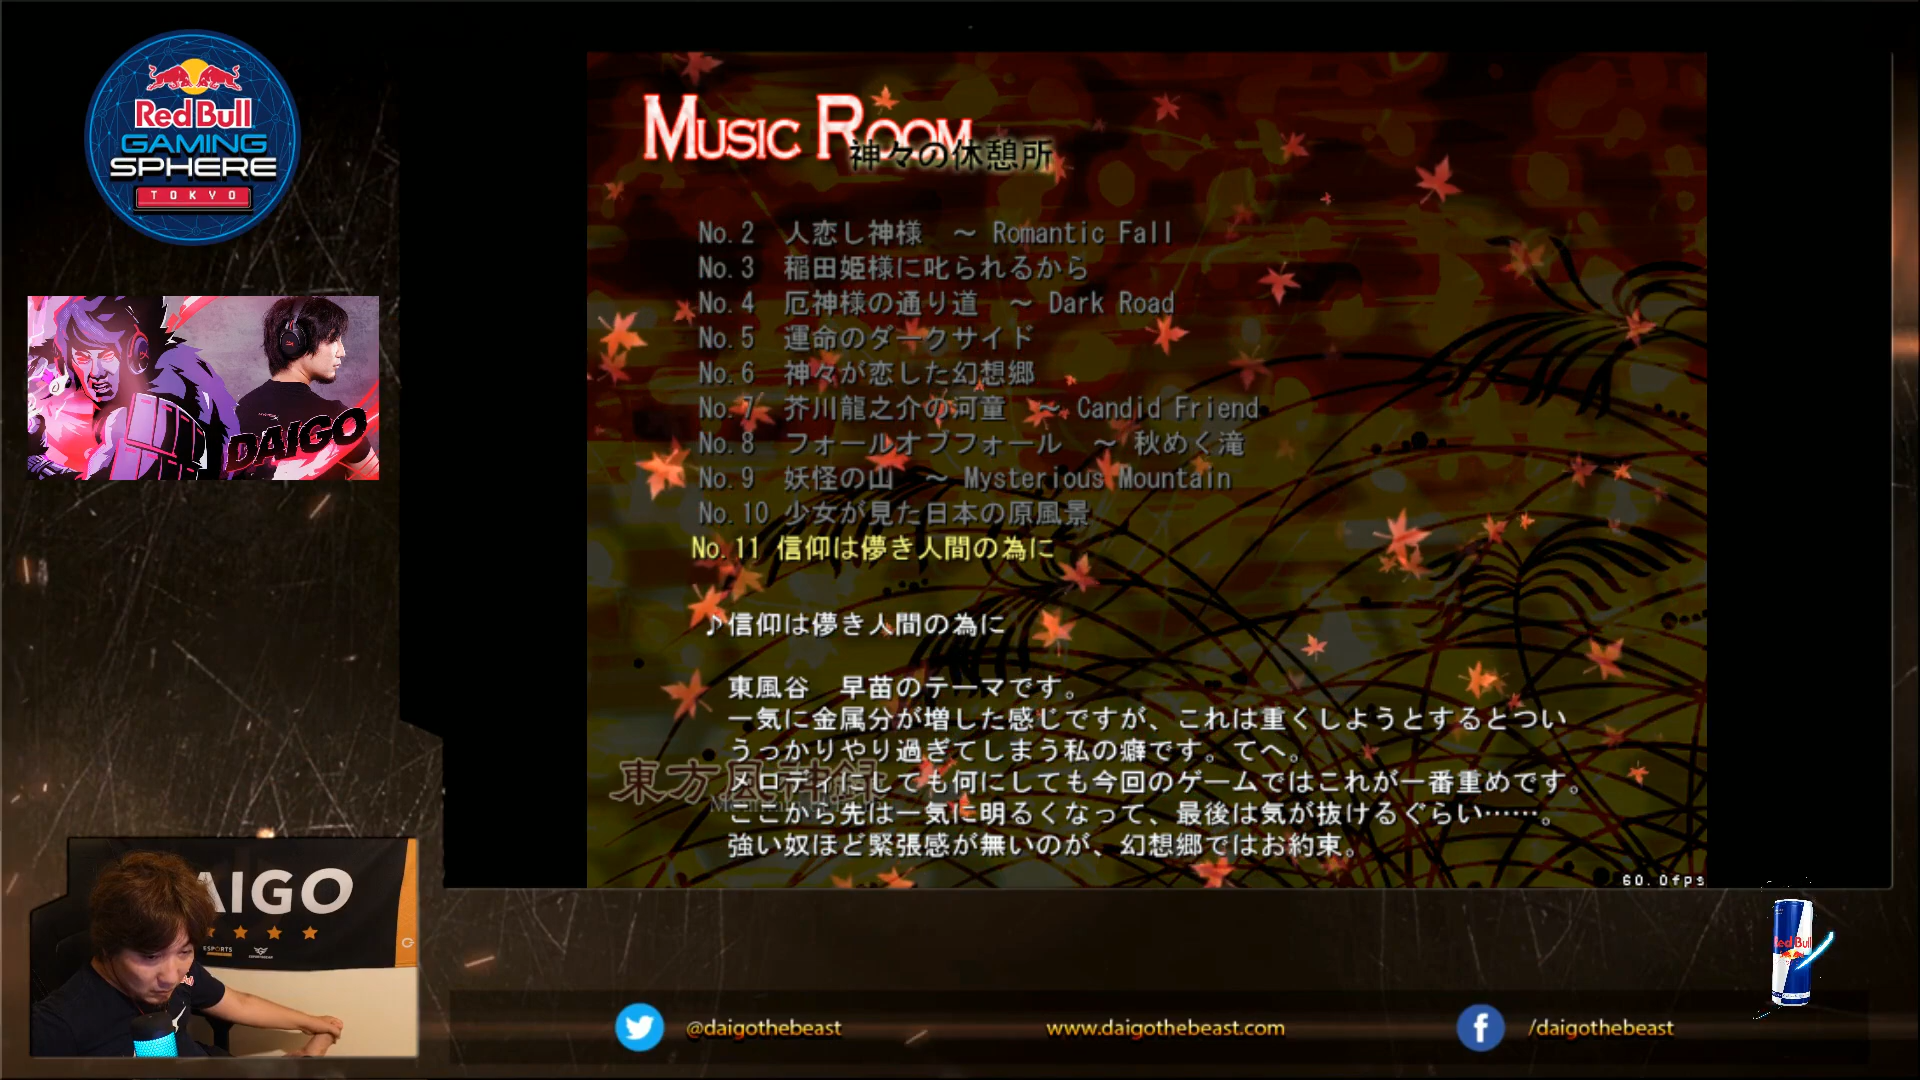 Red Bull
GAMING
SPHERE
TOKYO
DAIGO
MUSIC ROOM
神々の休憩所
No.2 人恋し神様 ～ Romantic Fall
No.3 稲田姫様に叱られるから
No.4 厄神様の通り道 ～ Dark Road
No.5 運命のダークサイド
No.6 神々が恋した幻想郷
No.7 芥川龍之介の河童 ～ Candid Friend
No.8 フォールオブフォール ～ 秋めく滝
No.9 妖怪の山 ～ Mysterious Mountain
No.10 少女が見た日本の原風景
No.11 信仰は儚き人間の為に
♪信仰は儚き人間の為に
東風谷 早苗のテーマです。
一気に金属分が増した感じですが、これは重くしようとするとつい
うっかりやり過ぎてしまう私の癖です。てへ。
メロディにしても何にしても今回のゲームではこれが一番重めです。
ここから先は一気に明るくなって、最後は気が抜けるぐらい……。
強い奴ほど緊張感が無いのが、幻想郷ではお約束。
東方風神録
60.0fps
AIGO
ESPORTS
Red Bull
@daigothebeast
www.daigothebeast.com
/daigothebeast